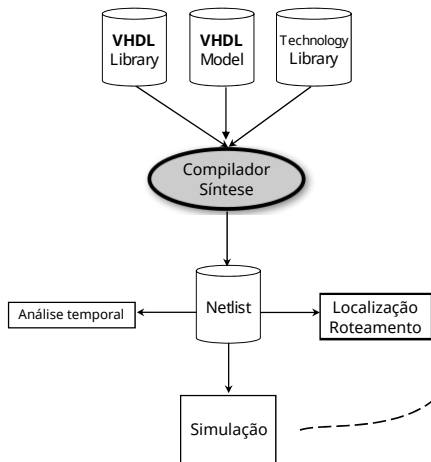 VHDL
Library
VHDL
Model
Technology
Library
Compilador
Síntese
Netlist
Análise temporal
Localização
Roteamento
Simulação